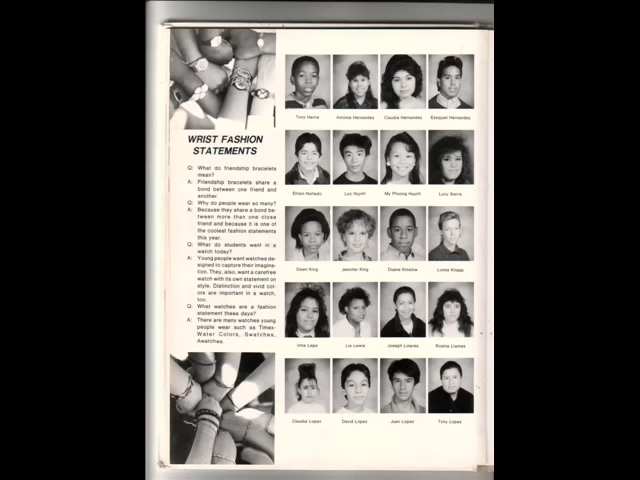 WRIST FASHION
STATEMENTS
Q: What do friendship bracelets
mean?
A: Friendship bracelets share a
bond between one friend and
another.
Q: Why do people wear so many?
A: Because they share a bond be-
tween more than one close
friend and because it is one of
the coolest fashion statements
this year.
Q: What do students want in a
watch today?
A: Young people want watches de-
signed to capture their imagina-
tion. They, also, want a carefree
watch with its own statement on
style. Distinction and vivid col-
ors are important in a watch,
too.
Q: What watches are a fashion
statement these days?
A: There are many watches young
people wear such as Timex-
Water Colors, Swatches,
Awatches.
Tony Harris Antonia Hernandez Claudia Hernandez Ezequiel Hernandez
Efrain Hurtado Luc Huynh My Phuong Huynh Lucy Ibarra
Dawn King Jennifer King Duane Kinslow Lonna Knapp
Irma Lapa Lia Lewis Joseph Linares Rosina Llamas
Claudia Lopez David Lopez Juan Lopez Tony Lopez